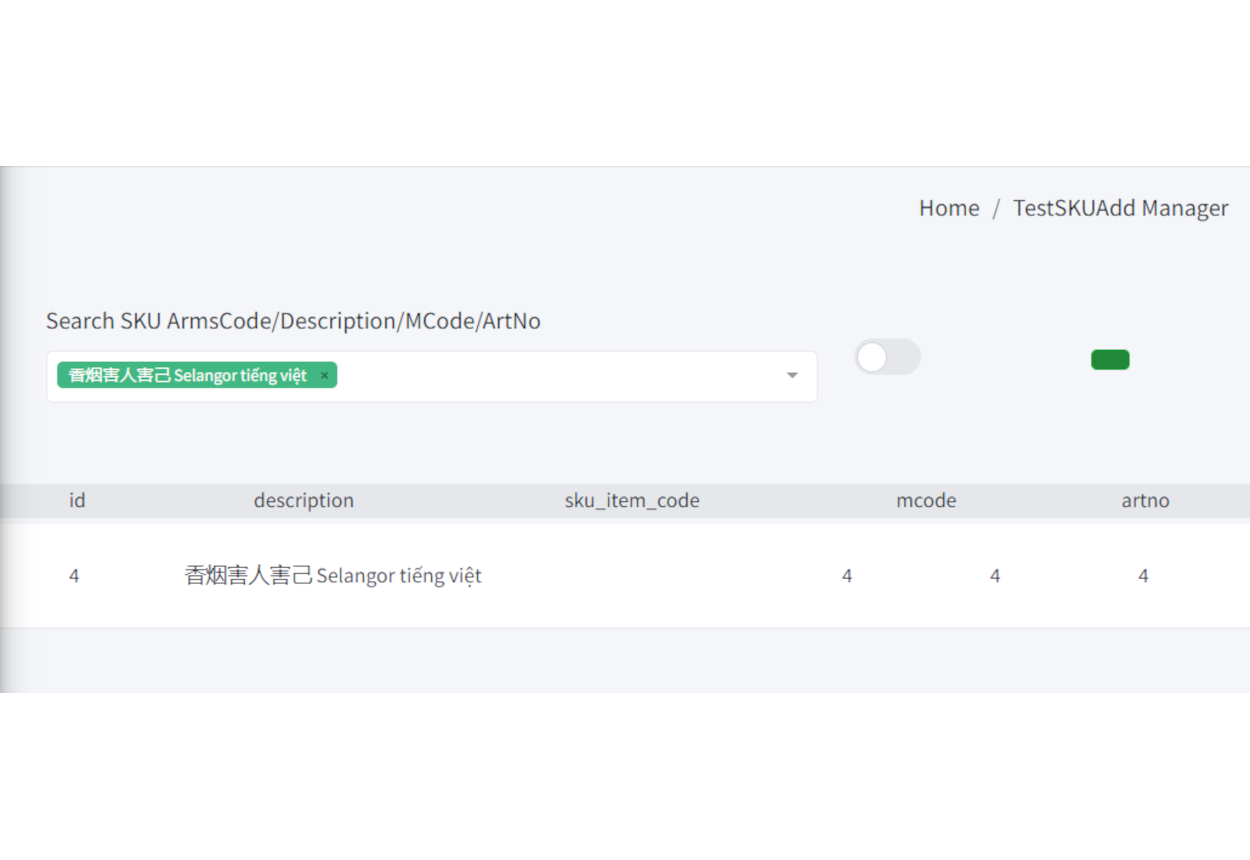 Home / TestSKUAdd Manager
Search SKU ArmsCode/Description/MCode/ArtNo
香烟害人害己 Selangor tiếng việt ×
id description sku_item_code mcode artno
4 香烟害人害己 Selangor tiếng việt 4 4 4